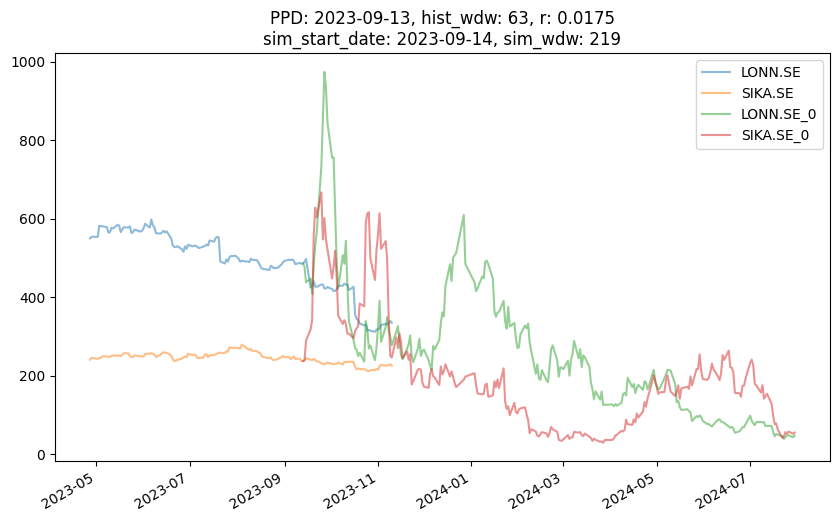 PPD: 2023-09-13, hist_wdw: 63, r: 0.0175
sim_start_date: 2023-09-14, sim_wdw: 219
LONN.SE
SIKA.SE
LONN.SE_0
SIKA.SE_0
1000
800
600
400
200
0
2023-05
2023-07
2023-09
2023-11
2024-01
2024-03
2024-05
2024-07